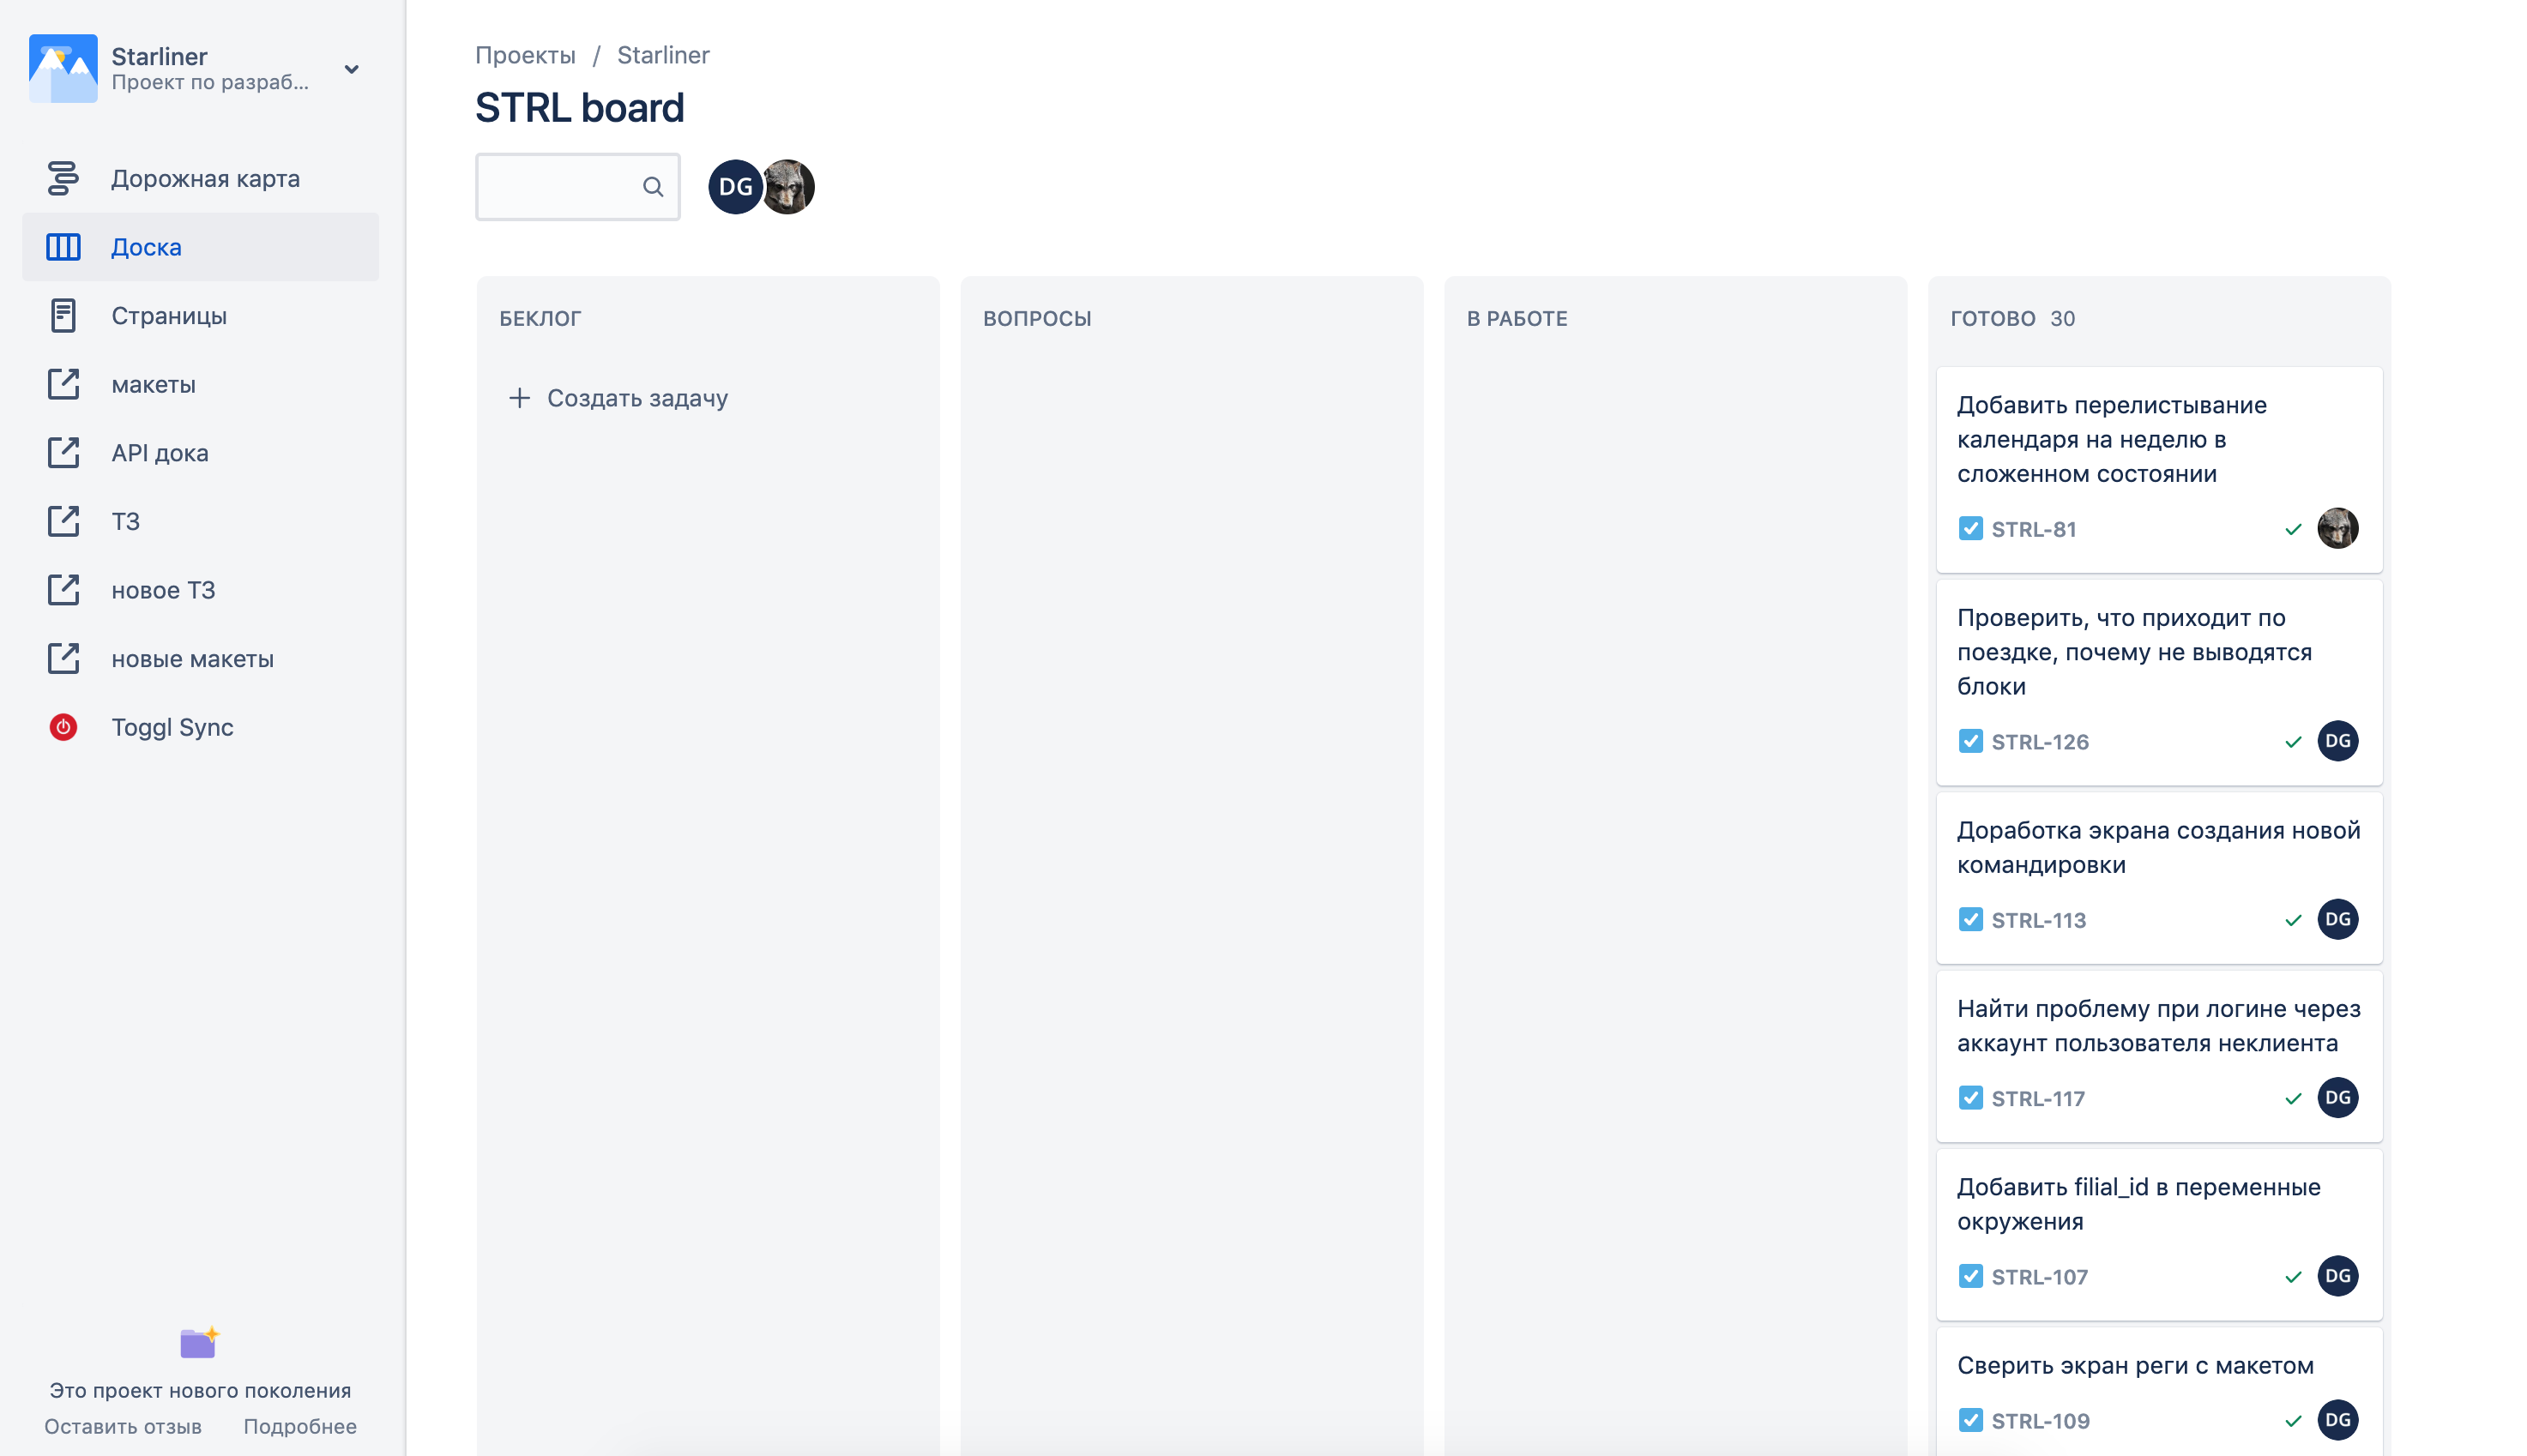 Starliner
Проект по разраб...
Дорожная карта
Доска
Страницы
макеты
API дока
ТЗ
новое ТЗ
новые макеты
Toggl Sync
Это проект нового поколения
Оставить отзыв
Подробнее
Проекты / Starliner
STRL board
DG
БЕКЛОГ
Создать задачу
ВОПРОСЫ
В РАБОТЕ
ГОТОВО 30
Добавить перелистывание
календаря на неделю в
сложенном состоянии
STRL-81
Проверить, что приходит по
поездке, почему не выводятся
блоки
STRL-126
DG
Доработка экрана создания новой
командировки
STRL-113
DG
Найти проблему при логине через
аккаунт пользователя неклиента
STRL-117
DG
Добавить filial_id в переменные
окружения
STRL-107
DG
Сверить экран реги с макетом
STRL-109
DG